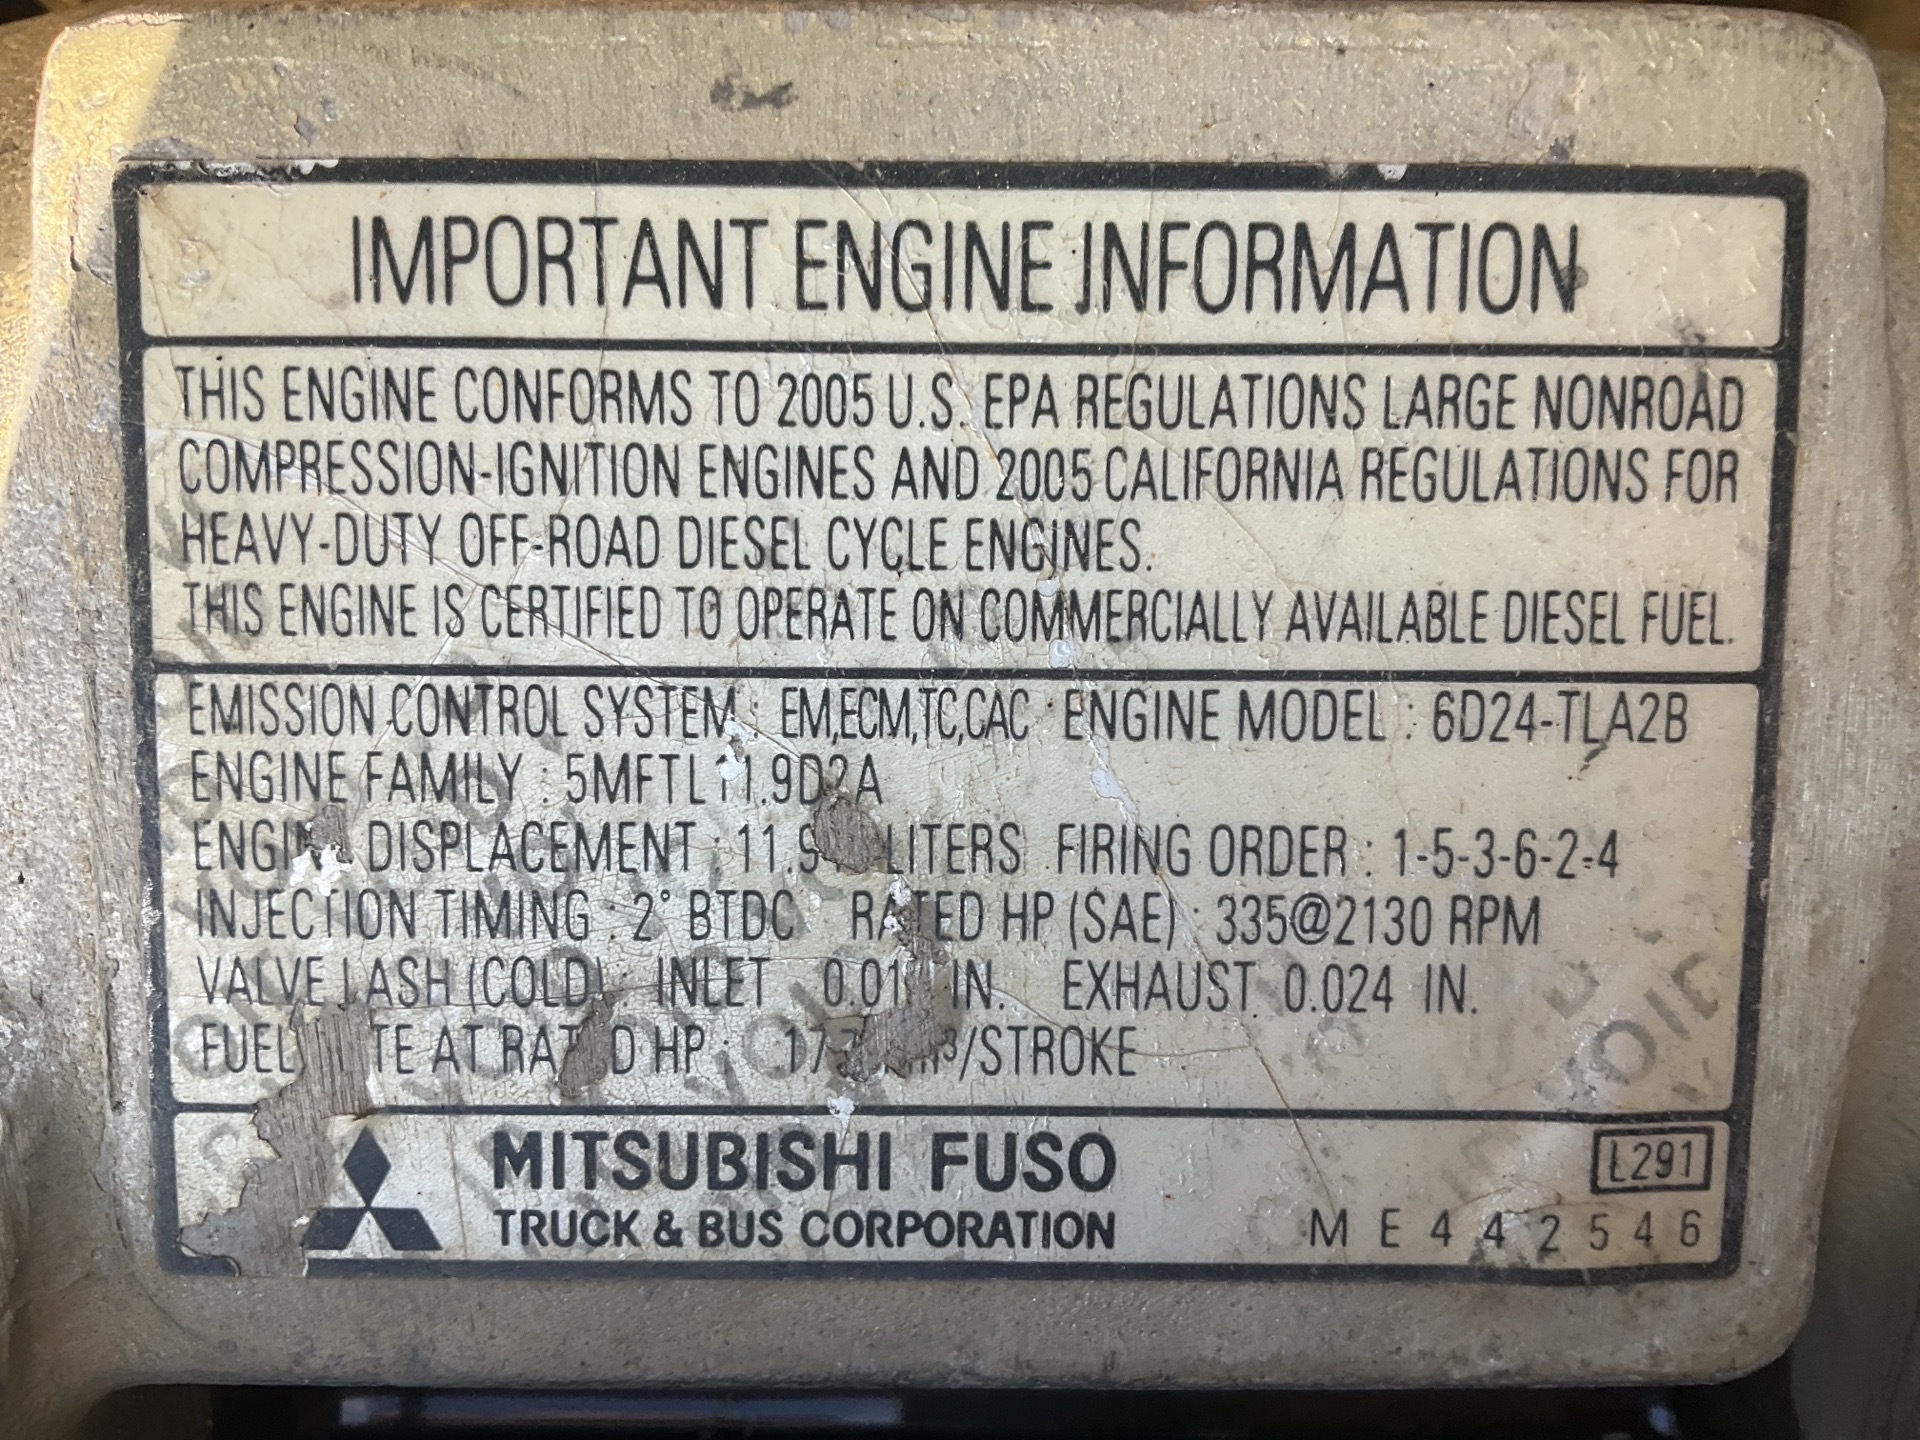 IMPORTANT ENGINE INFORMATION
THIS ENGINE CONFORMS TO 2005 U.S. EPA REGULATIONS LARGE NONROAD
COMPRESSION-IGNITION ENGINES AND 2005 CALIFORNIA REGULATIONS FOR
HEAVY-DUTY OFF-ROAD DIESEL CYCLE ENGINES.
THIS ENGINE IS CERTIFIED TO OPERATE ON COMMERCIALLY AVAILABLE DIESEL FUEL.
EMISSION CONTROL SYSTEM : EM,ECM,TC,CAC ENGINE MODEL : 6D24-TLA2B
ENGINE FAMILY : 5MFTL11.9D2A
ENGINE DISPLACEMENT : LITERS FIRING ORDER : 1-5-3-6-2-4
INJECTION TIMING : 2° BTDC RATED HP (SAE) : 335@2130 RPM
VALVE LASH (COLD) : INLET IN. EXHAUST 0.024 IN.
FUEL AT RATED HP : /STROKE
MITSUBISHI FUSO
TRUCK & BUS CORPORATION
L291
ME442546